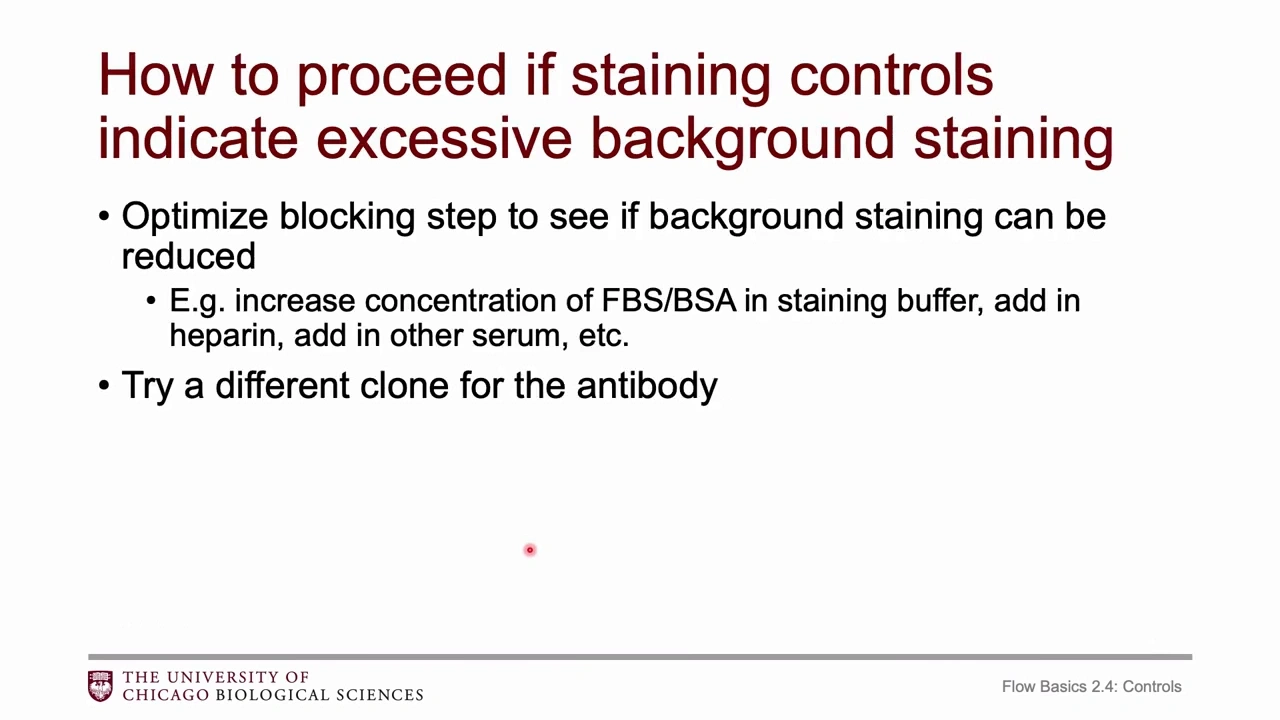 How to proceed if staining controls
indicate excessive background staining
• Optimize blocking step to see if background staining can be
reduced
• E.g. increase concentration of FBS/BSA in staining buffer, add in
heparin, add in other serum, etc.
• Try a different clone for the antibody
THE UNIVERSITY OF
CHICAGO BIOLOGICAL SCIENCES
Flow Basics 2.4: Controls